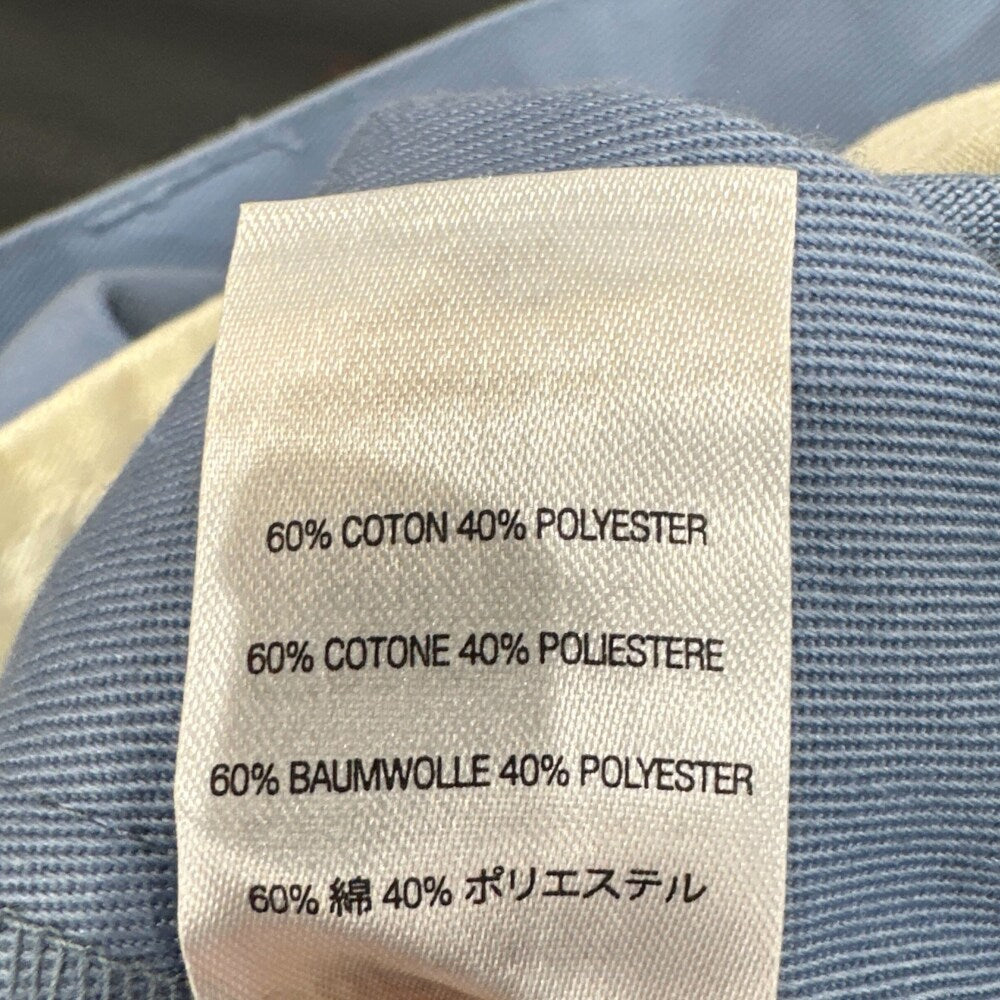 60% COTON 40% POLYESTER
60% COTONE 40% POLIESTERE
60% BAUMWOLLE 40% POLYESTER
60% 綿 40% ポリエステル